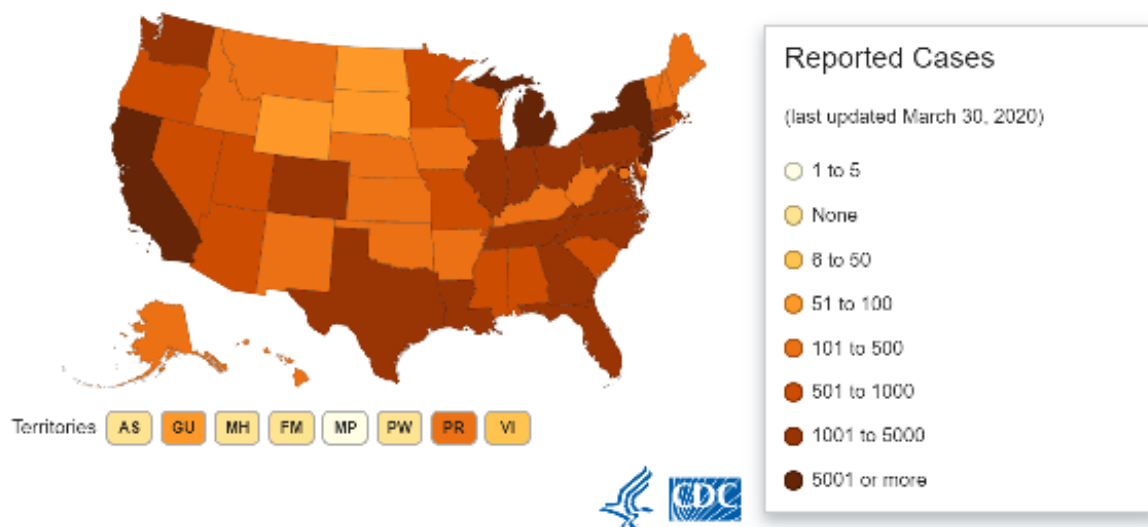 Reported Cases
(last updated March 30, 2020)
1 to 5
None
6 to 50
51 to 100
101 to 500
501 to 1000
1001 to 5000
5001 or more
Territories AS GU MH FM MP PW PR VI
CDC